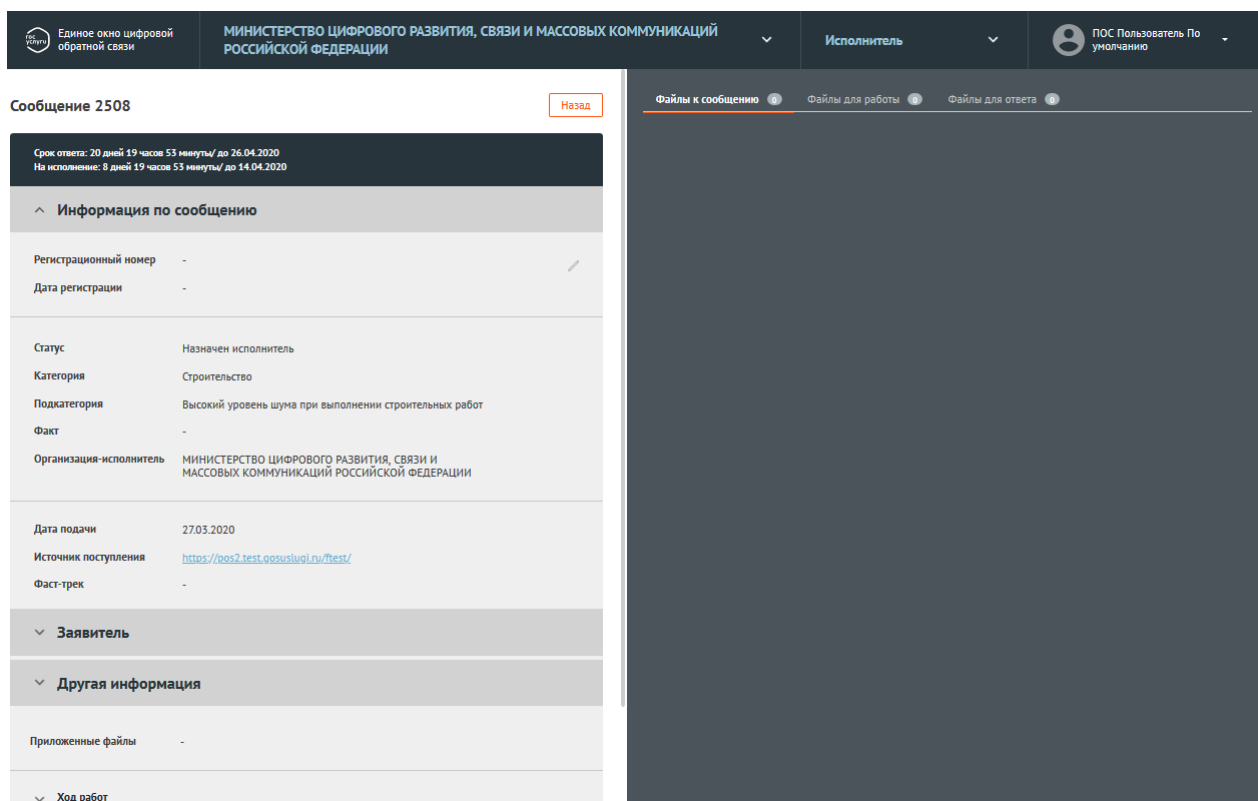 гос
услуги
Единое окно цифровой
обратной связи
МИНИСТЕРСТВО ЦИФРОВОГО РАЗВИТИЯ, СВЯЗИ И МАССОВЫХ КОММУНИКАЦИЙ
РОССИЙСКОЙ ФЕДЕРАЦИИ
Исполнитель
ПОС Пользователь По
умолчанию
Сообщение 2508
Назад
Файлы к сообщению 0
Файлы для работы 0
Файлы для ответа 0
Срок ответа: 20 дней 19 часов 53 минуты/ до 26.04.2020
На исполнение: 8 дней 19 часов 53 минуты/ до 14.04.2020
Информация по сообщению
Регистрационный номер -
Дата регистрации -
Статус Назначен исполнитель
Категория Строительство
Подкатегория Высокий уровень шума при выполнении строительных работ
Факт -
Организация-исполнитель МИНИСТЕРСТВО ЦИФРОВОГО РАЗВИТИЯ, СВЯЗИ И
МАССОВЫХ КОММУНИКАЦИЙ РОССИЙСКОЙ ФЕДЕРАЦИИ
Дата подачи 27.03.2020
Источник поступления https://pos2.test.gosuslugi.ru/ftest/
Фаст-трек -
Заявитель
Другая информация
Приложенные файлы -
Ход работ